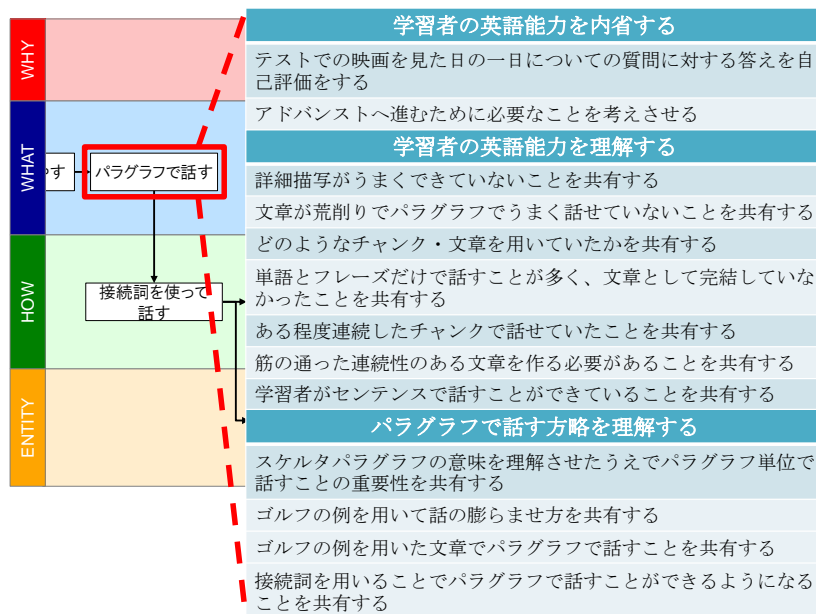 WHY
WHAT
HOW
ENTITY
やす
パラグラフで話す
接続詞を使って
話す
学習者の英語能力を内省する
テストでの映画を見た日の一日についての質問に対する答えを自
己評価をする
アドバンストへ進むために必要なことを考えさせる
学習者の英語能力を理解する
詳細描写がうまくできていないことを共有する
文章が荒削りでパラグラフでうまく話せていないことを共有する
どのようなチャンク・文章を用いていたかを共有する
単語とフレーズだけで話すことが多く、文章として完結していな
かったことを共有する
ある程度連続したチャンクで話せていたことを共有する
筋の通った連続性のある文章を作る必要があることを共有する
学習者がセンテンスで話すことができていることを共有する
パラグラフで話す方略を理解する
スケルタパラグラフの意味を理解させたうえでパラグラフ単位で
話すことの重要性を共有する
ゴルフの例を用いて話の膨らませ方を共有する
ゴルフの例を用いた文章でパラグラフで話すことを共有する
接続詞を用いることでパラグラフで話すことができるようになる
ことを共有する